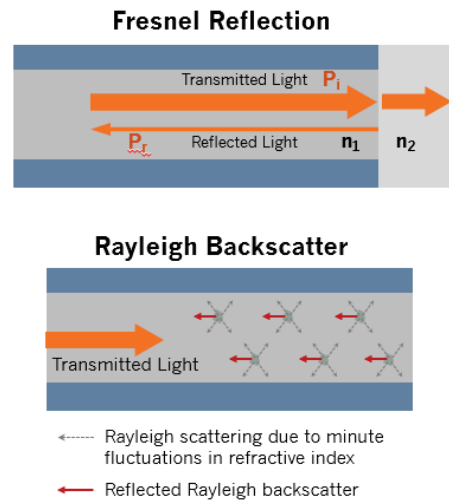 Fresnel Reflection
Transmitted Light Pi
Pr Reflected Light n1 n2
Rayleigh Backscatter
Transmitted Light
Rayleigh scattering due to minute
fluctuations in refractive index
Reflected Rayleigh backscatter